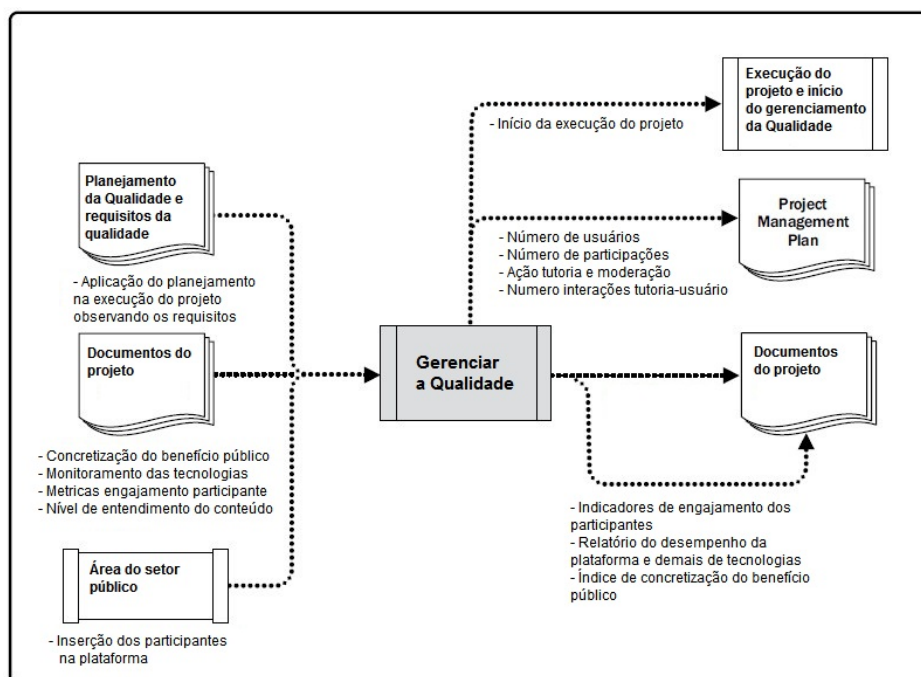 Planejamento
da Qualidade e
requisitos da
qualidade
- Aplicação do planejamento
na execução do projeto
observando os requisitos
Documentos do
projeto
- Concretização do benefício público
- Monitoramento das tecnologias
- Metricas engajamento participante
- Nível de entendimento do conteúdo
Área do setor
público
- Inserção dos participantes
na plataforma
Gerenciar
a Qualidade
Execução do
projeto e início
do gerenciamento
da Qualidade
- Início da execução do projeto
Project
Management
Plan
- Número de usuários
- Número de participações
- Ação tutoria e moderação
- Numero interações tutoria-usuário
Documentos
do projeto
- Indicadores de engajamento dos
participantes
- Relatório do desempenho da
plataforma e demais de tecnologias
- Índice de concretização do benefício
público